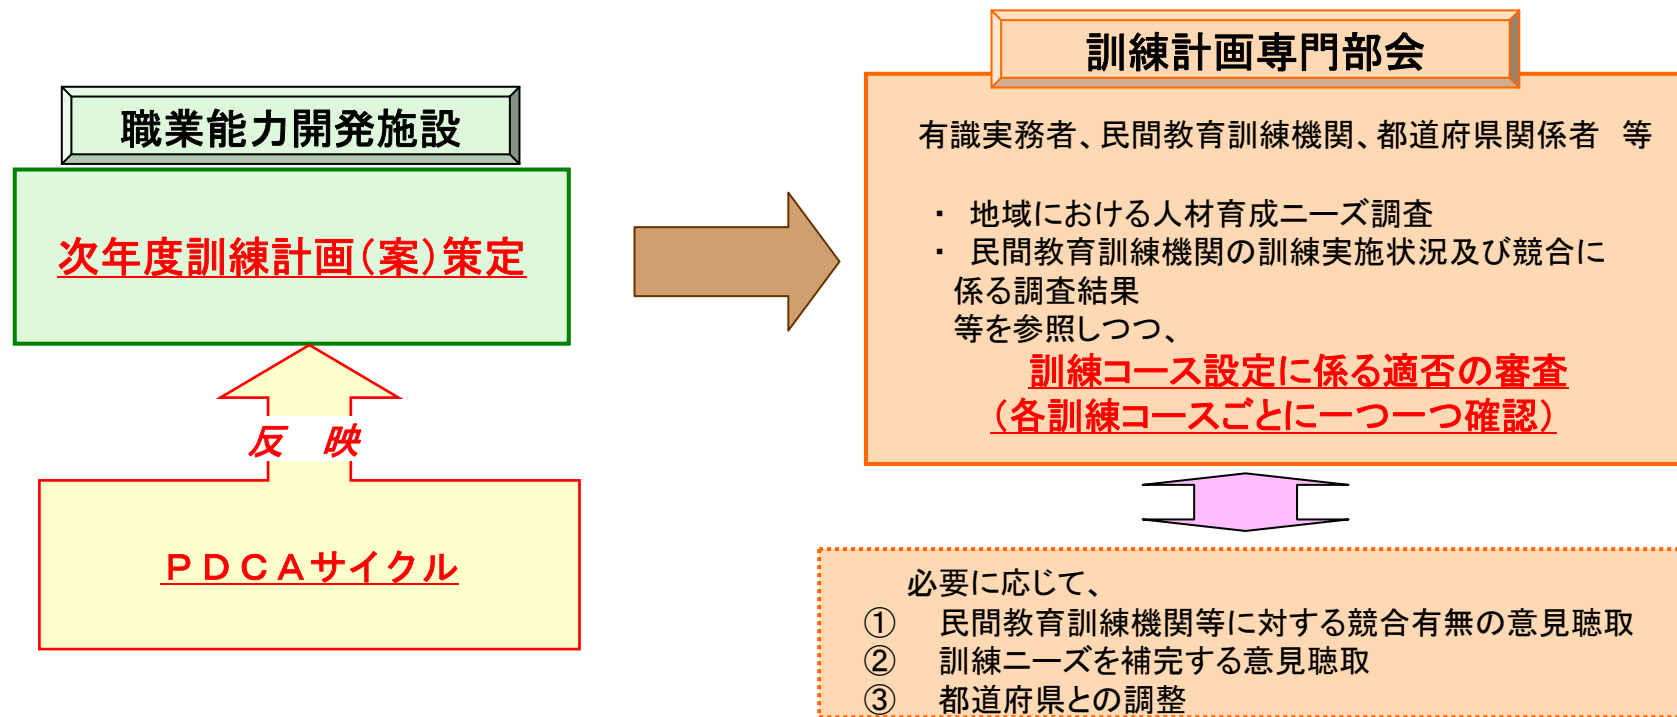 職業能力開発施設
次年度訓練計画(案)策定
反　映
ＰＤＣＡサイクル
訓練計画専門部会
有識実務者、民間教育訓練機関、都道府県関係者　等
・　地域における人材育成ニーズ調査
・　民間教育訓練機関の訓練実施状況及び競合に
係る調査結果
等を参照しつつ、
訓練コース設定に係る適否の審査
（各訓練コースごとに一つ一つ確認）
必要に応じて、
①　民間教育訓練機関等に対する競合有無の意見聴取
②　訓練ニーズを補完する意見聴取
③　都道府県との調整